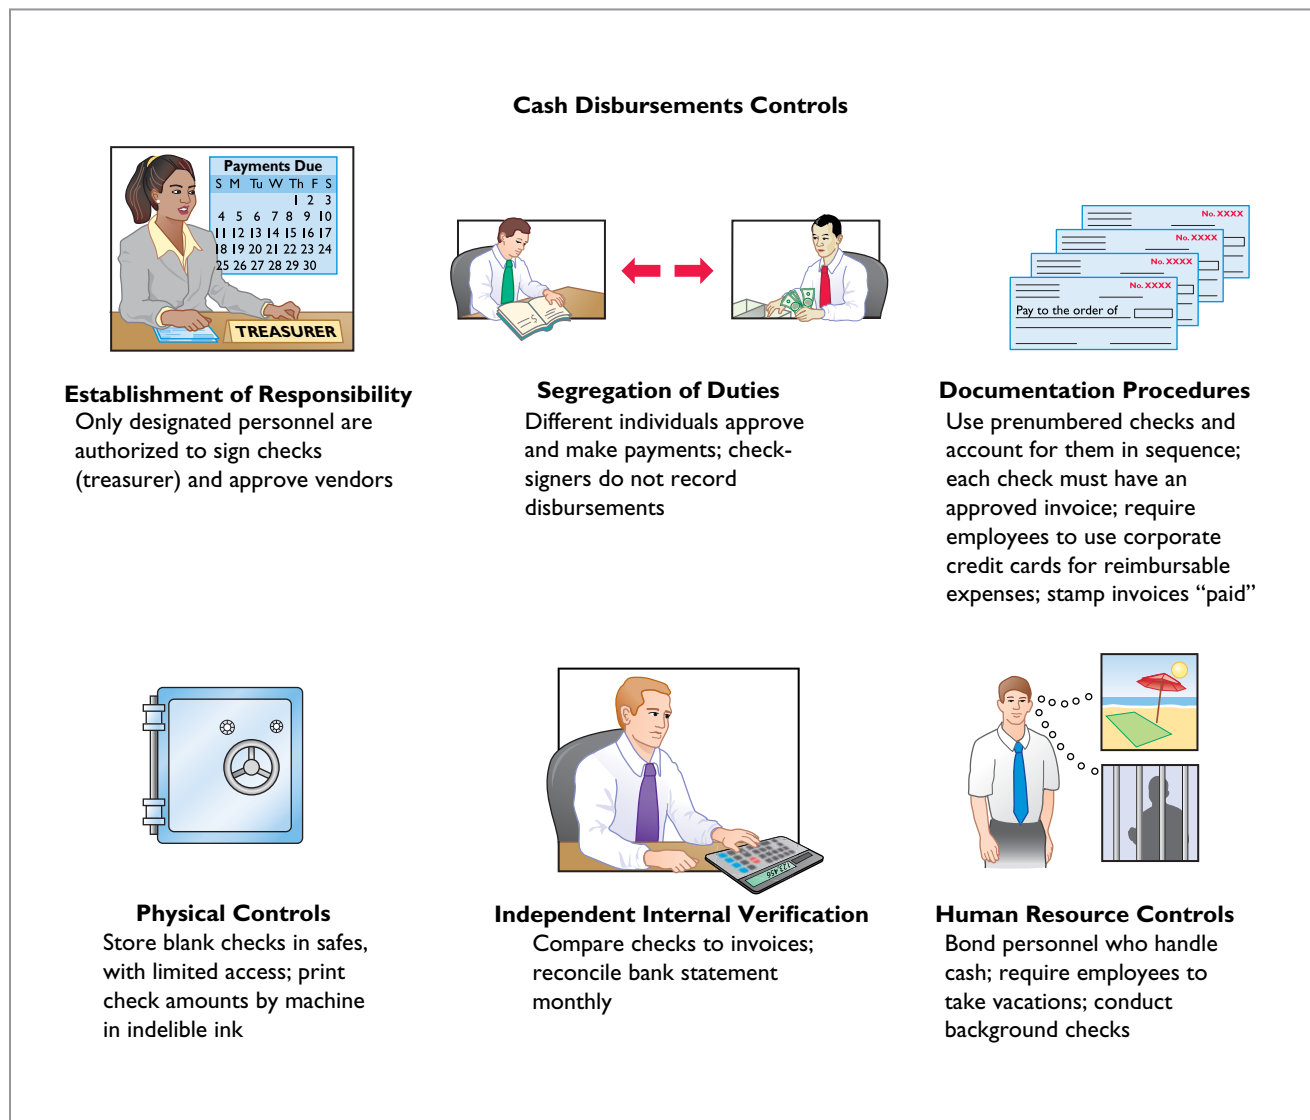 Cash Disbursements Controls
Payments Due
S M Tu W Th F S
1 2 3
4 5 6 7 8 9 10
11 12 13 14 15 16 17
18 19 20 21 22 23 24
25 26 27 28 29 30
TREASURER
No. XXXX
No. XXXX
No. XXXX
No. XXXX
Pay to the order of
Establishment of Responsibility
Only designated personnel are
authorized to sign checks
(treasurer) and approve vendors
Segregation of Duties
Different individuals approve
and make payments; check-
signers do not record
disbursements
Documentation Procedures
Use prenumbered checks and
account for them in sequence;
each check must have an
approved invoice; require
employees to use corporate
credit cards for reimbursable
expenses; stamp invoices “paid”
123,456
Physical Controls
Store blank checks in safes,
with limited access; print
check amounts by machine
in indelible ink
Independent Internal Verification
Compare checks to invoices;
reconcile bank statement
monthly
Human Resource Controls
Bond personnel who handle
cash; require employees to
take vacations; conduct
background checks